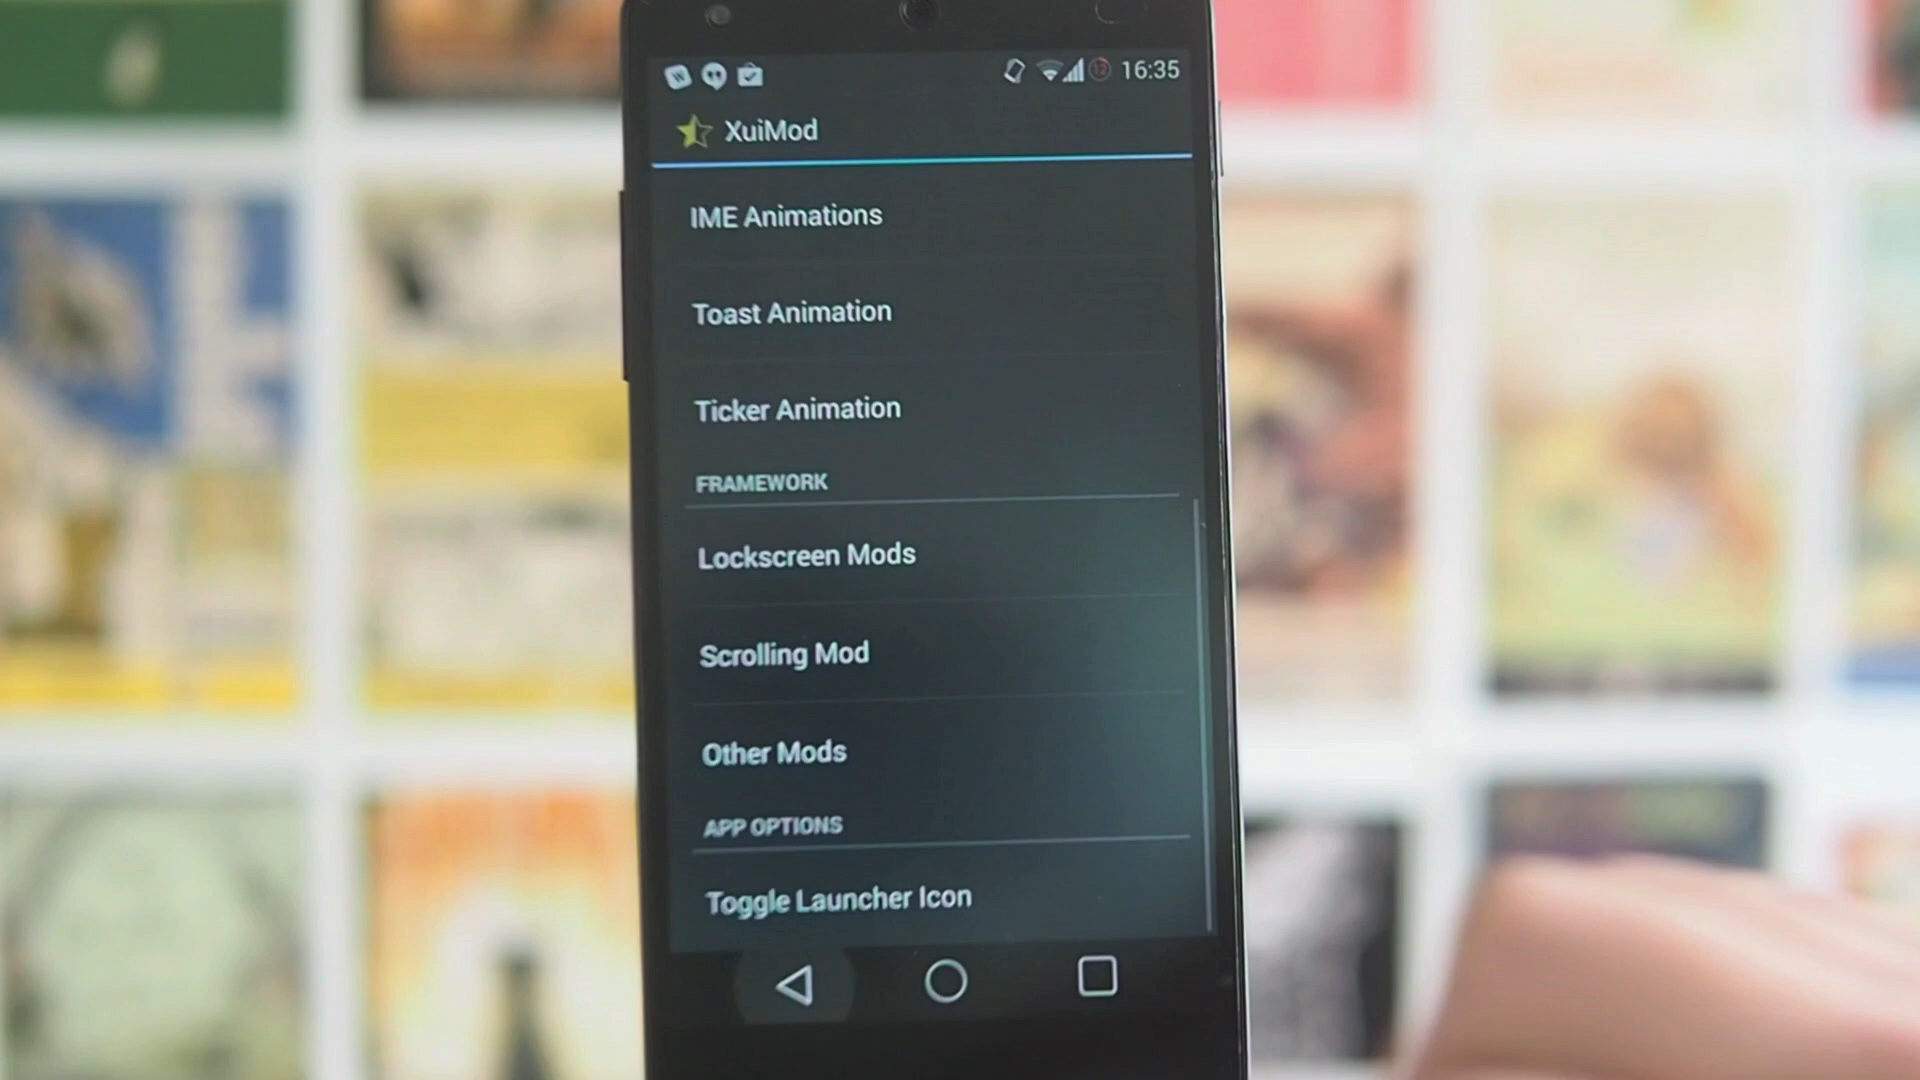 16:35
XuiMod
IME Animations
Toast Animation
Ticker Animation
FRAMEWORK
Lockscreen Mods
Scrolling Mod
Other Mods
APP OPTIONS
Toggle Launcher Icon